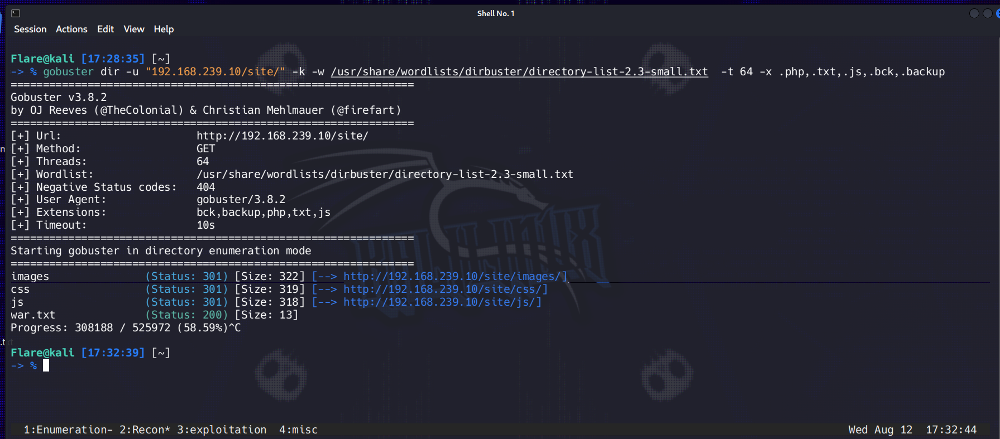 Shell No. 1
Session Actions Edit View Help
Flare@kali [17:28:35] [~]
-> % gobuster dir -u "192.168.239.10/site/" -k -w /usr/share/wordlists/dirbuster/directory-list-2.3-small.txt  -t 64 -x .php,.txt,.js,.bck,.backup
===============================================================
Gobuster v3.8.2
by OJ Reeves (@TheColonial) & Christian Mehlmauer (@firefart)
===============================================================
[+] Url:                     http://192.168.239.10/site/
[+] Method:                  GET
[+] Threads:                 64
[+] Wordlist:                /usr/share/wordlists/dirbuster/directory-list-2.3-small.txt
[+] Negative Status codes:   404
[+] User Agent:              gobuster/3.8.2
[+] Extensions:              bck,backup,php,txt,js
[+] Timeout:                 10s
===============================================================
Starting gobuster in directory enumeration mode
===============================================================
images               (Status: 301) [Size: 322] [--> http://192.168.239.10/site/images/]
css                  (Status: 301) [Size: 319] [--> http://192.168.239.10/site/css/]
js                   (Status: 301) [Size: 318] [--> http://192.168.239.10/site/js/]
war.txt              (Status: 200) [Size: 13]
Progress: 308188 / 525972 (58.59%)^C
Flare@kali [17:32:39] [~]
-> %
KALI LINUX
1:Enumeration- 2:Recon* 3:exploitation  4:misc
Wed Aug 12  17:32:44